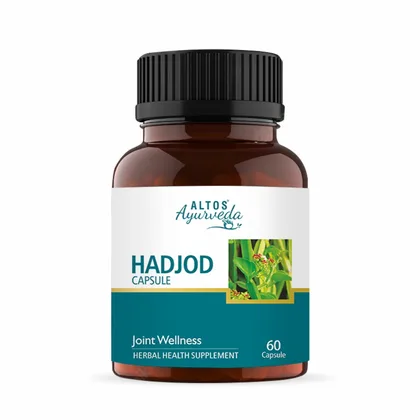 ALTOS®
Ayurveda
HADJOD
CAPSULE
Joint Wellness
HERBAL HEALTH SUPPLEMENT
60
Capsule